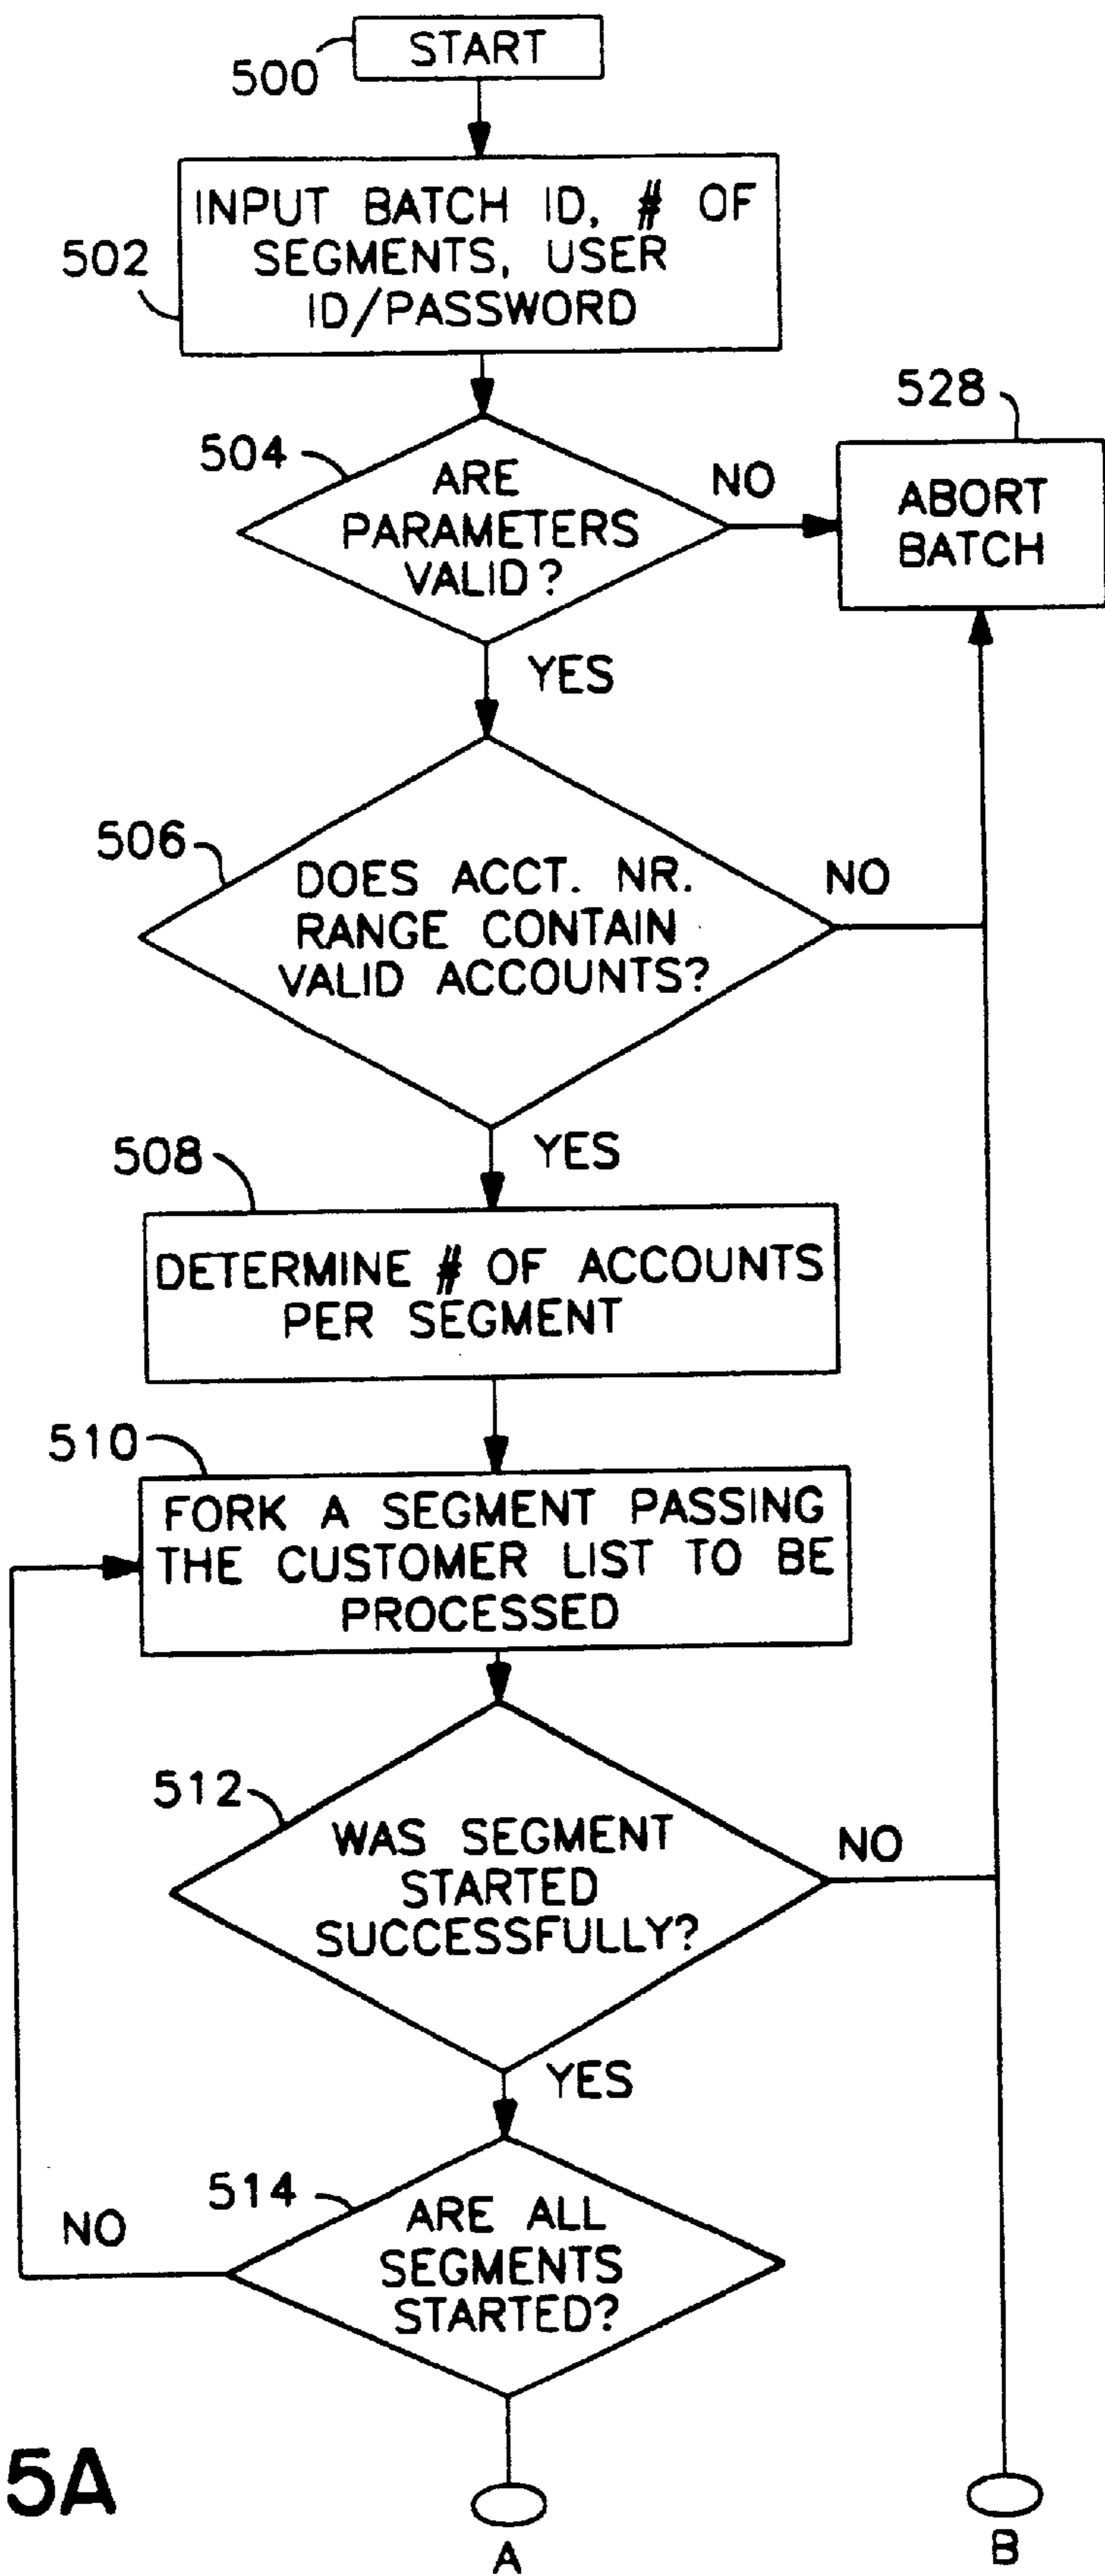 500
START
INPUT BATCH ID, # OF
SEGMENTS, USER
ID/PASSWORD
502
528
504
ARE
PARAMETERS
VALID?
NO
ABORT
BATCH
YES
506
DOES ACCT. NR.
RANGE CONTAIN
VALID ACCOUNTS?
NO
YES
508
DETERMINE # OF ACCOUNTS
PER SEGMENT
510
FORK A SEGMENT PASSING
THE CUSTOMER LIST TO BE
PROCESSED
512
WAS SEGMENT
STARTED
SUCCESSFULLY?
NO
YES
514
ARE ALL
SEGMENTS
STARTED?
NO
5A
A
B